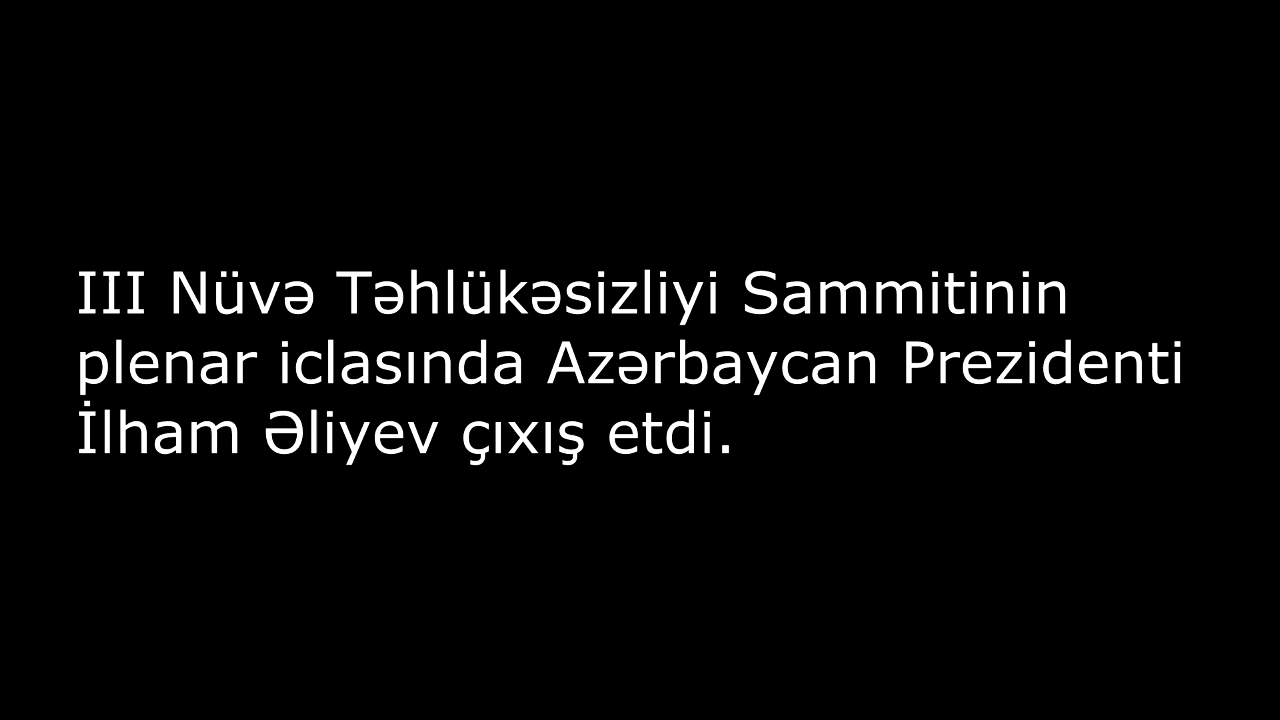 III Nüvə Təhlükəsizliyi Sammitinin
plenar iclasında Azərbaycan Prezidenti
İlham Əliyev çıxış etdi.